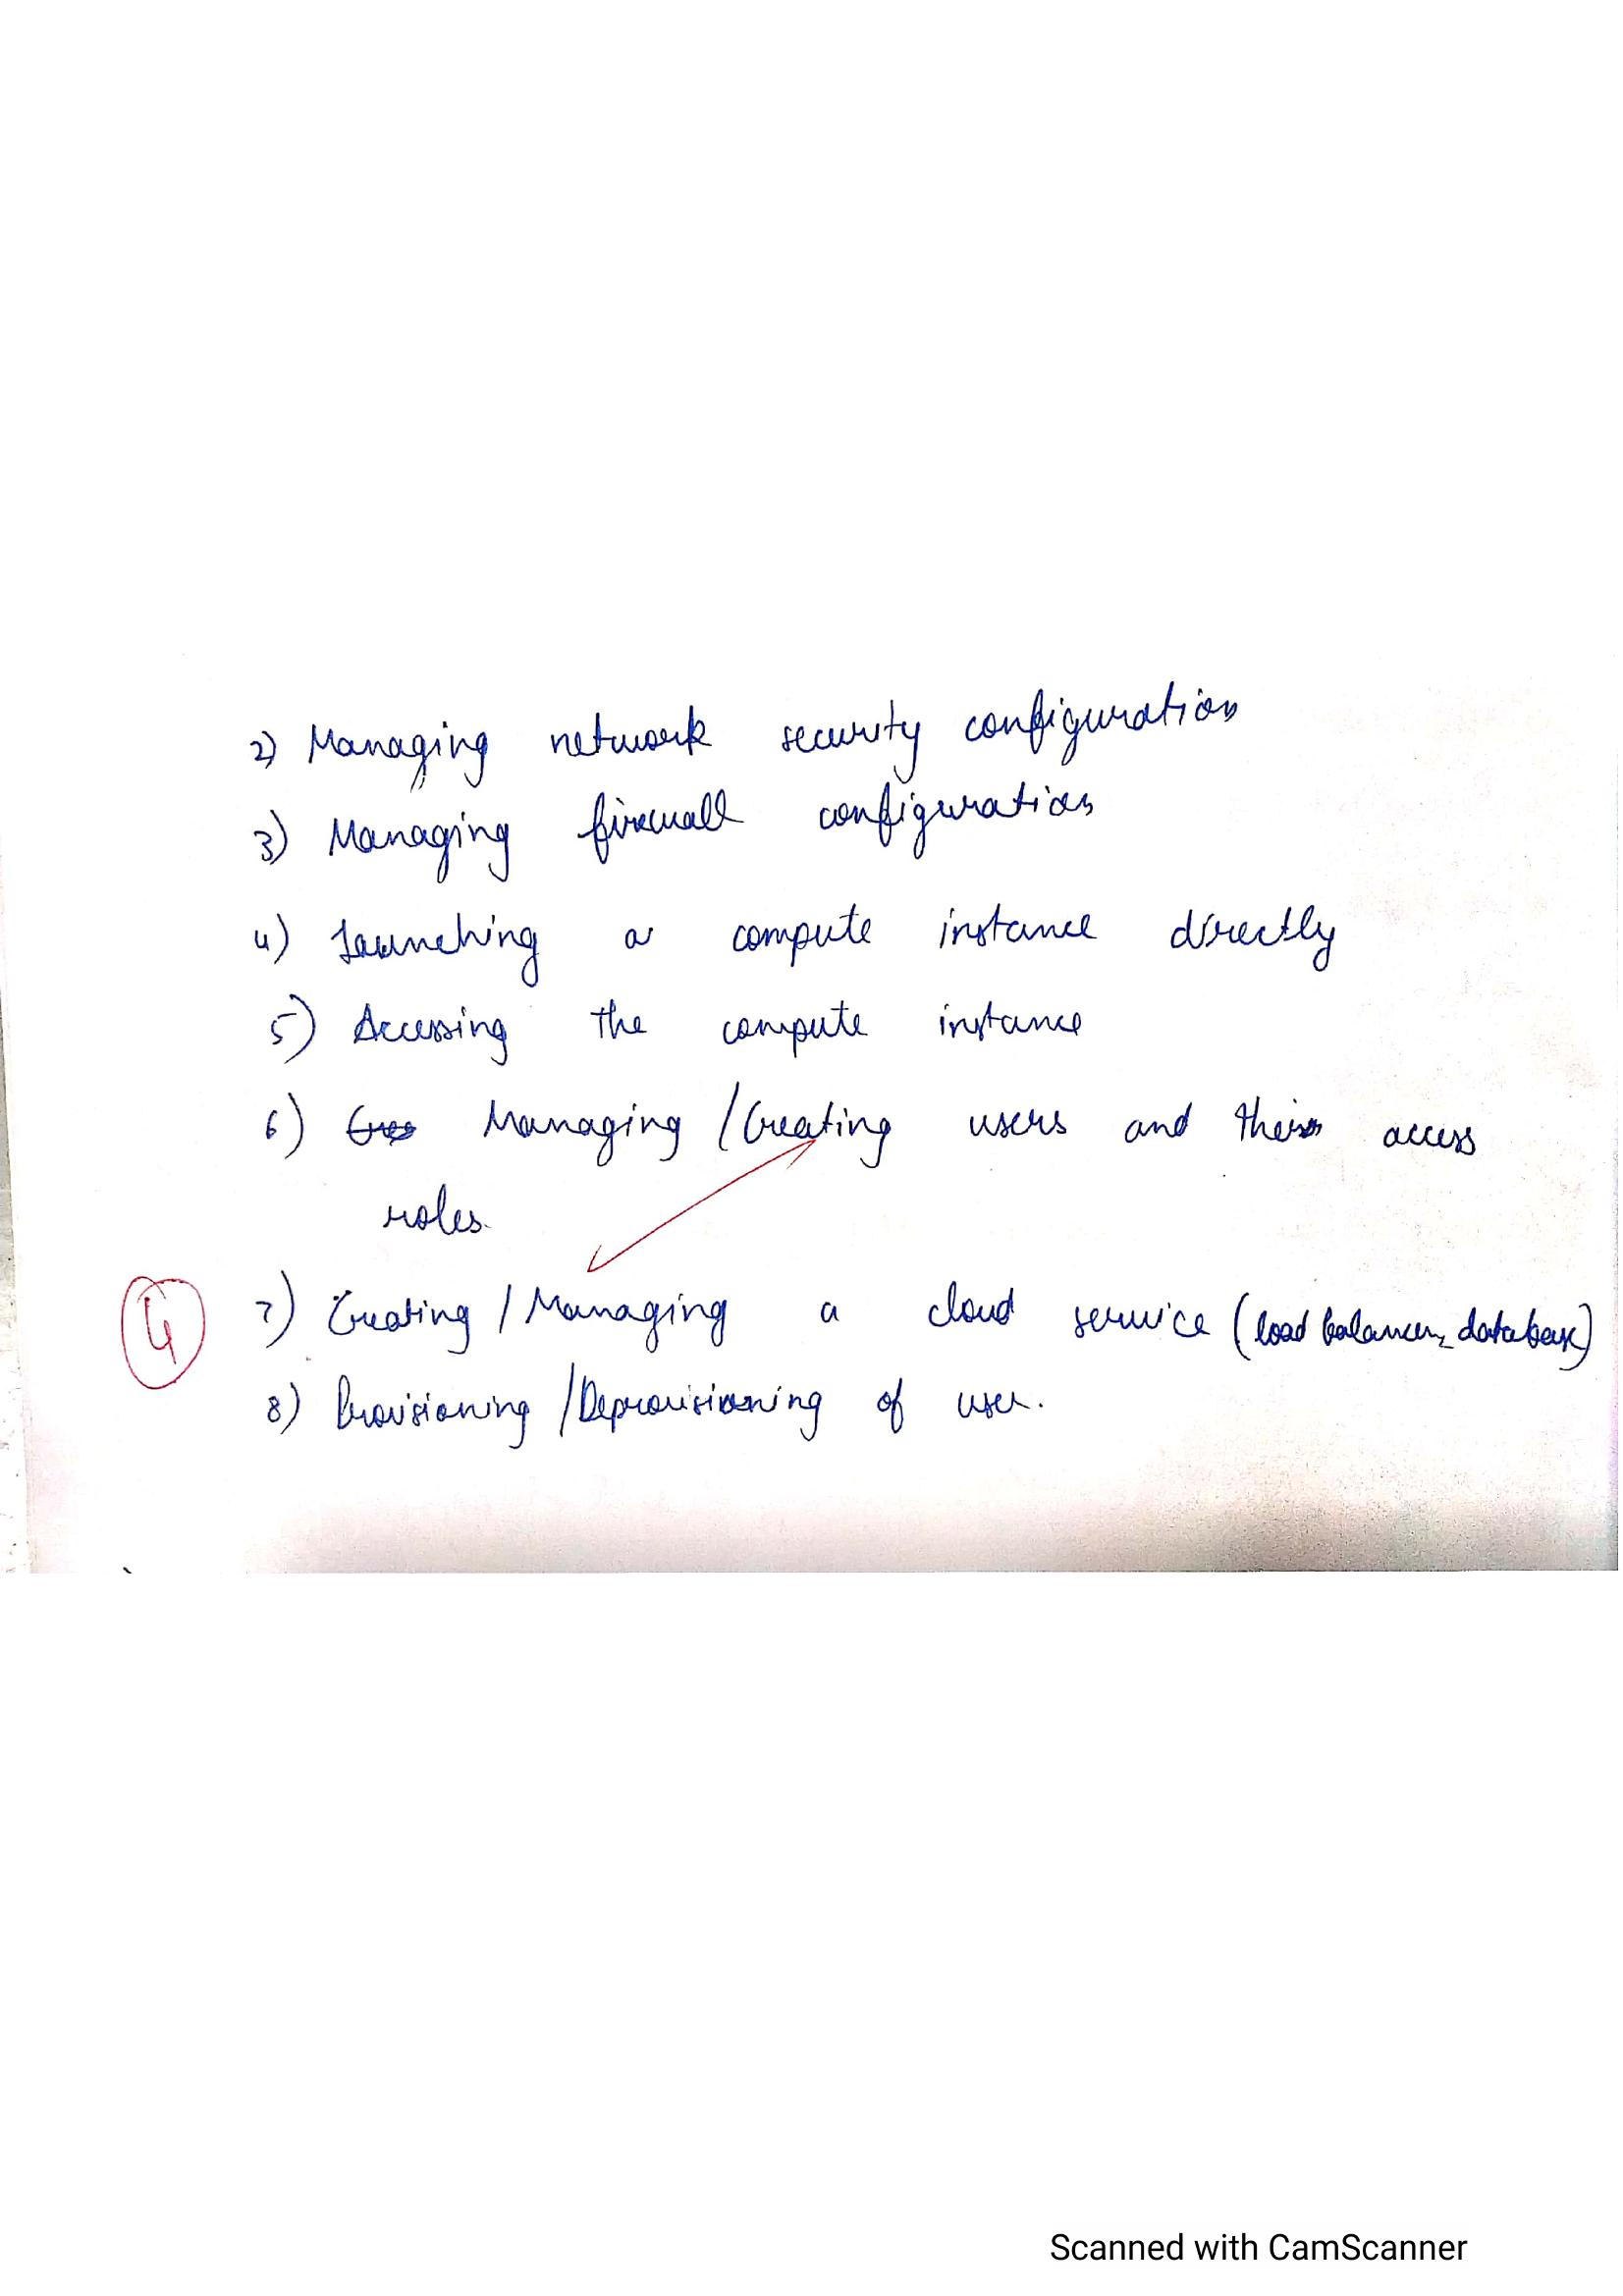 2) Managing network security configuration
3) Managing firewall configuration
4) Launching a compute instance directly
5) Accessing the compute instance
6) Managing / Creating users and their access
roles.
4
7) Creating / Managing a cloud service (load balancer, database)
8) Provisioning / Deprovisioning of user.
Scanned with CamScanner